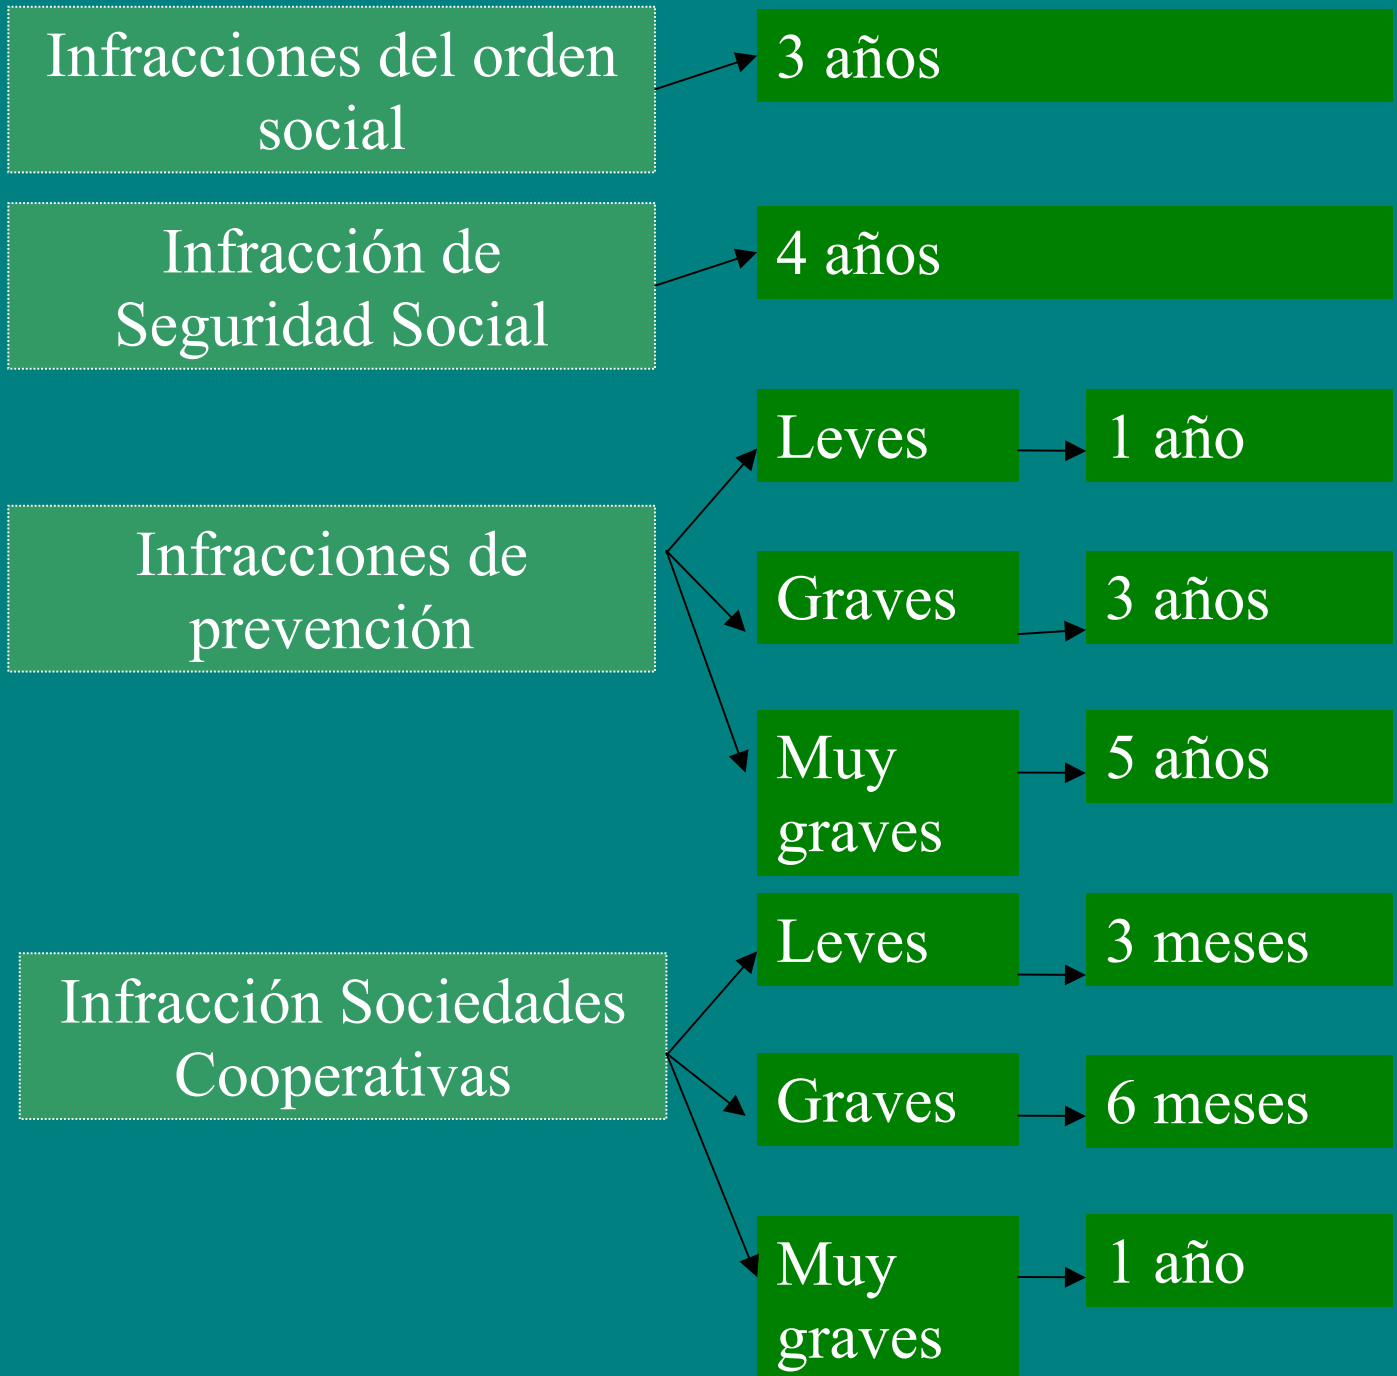 Infracciones del orden
social
3 años
Infracción de
Seguridad Social
4 años
Infracciones de
prevención
Leves
1 año
Graves
3 años
Muy
graves
5 años
Infracción Sociedades
Cooperativas
Leves
3 meses
Graves
6 meses
Muy
graves
1 año